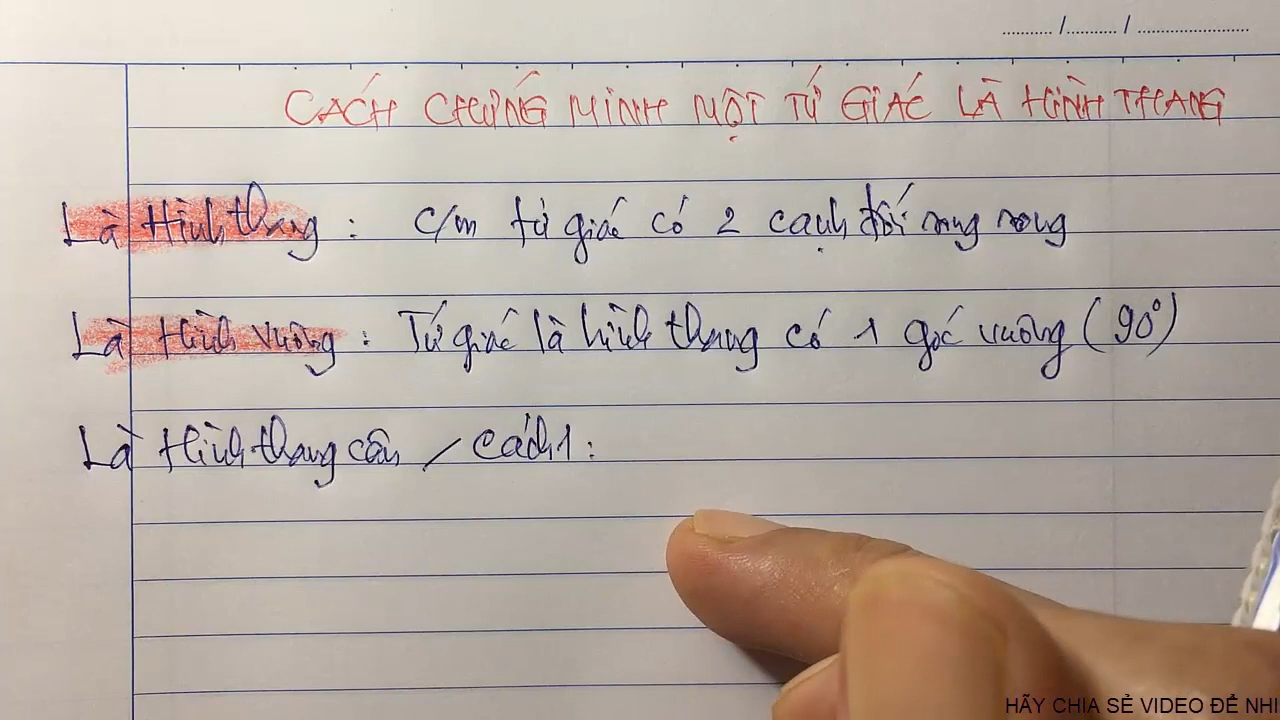 ........... /........... / .........................
CÁCH CHỨNG MINH MỘT TỨ GIÁC LÀ HÌNH THANG
Là Hình thang : c/m tứ giác có 2 cạnh đối song song
Là Hình vuông : Tứ giác là hình thang có 1 góc vuông (90°)
Là Hình thang cân / Cách 1 :
HÃY CHIA SẺ VIDEO ĐỂ NHI